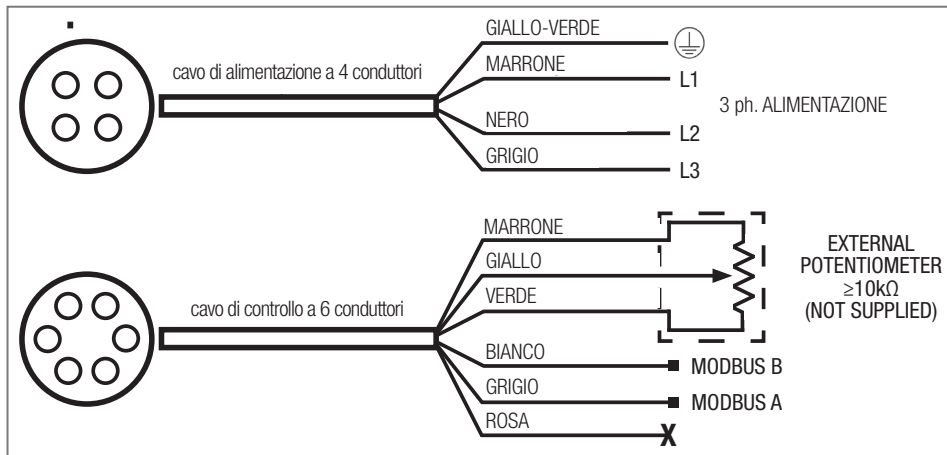 GIALLO-VERDE
cavo di alimentazione a 4 conduttori
MARRONE
L1
3 ph. ALIMENTAZIONE
NERO
L2
GRIGIO
L3
MARRONE
GIALLO
VERDE
cavo di controllo a 6 conduttori
EXTERNAL
POTENTIOMETER
≥10kΩ
(NOT SUPPLIED)
BIANCO
MODBUS B
GRIGIO
MODBUS A
ROSA
X